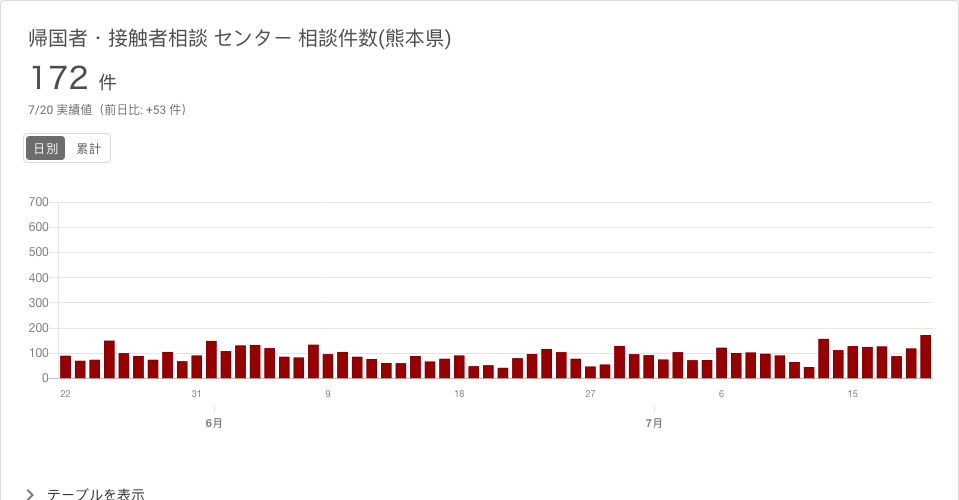 帰国者・接触者相談 センター 相談件数(熊本県)
172 件
7/20 実績値（前日比: +53 件）
日別 累計
700
600
500
400
300
200
100
0
22 31 9 18 27 6 15
6月 7月
テーブルを表示